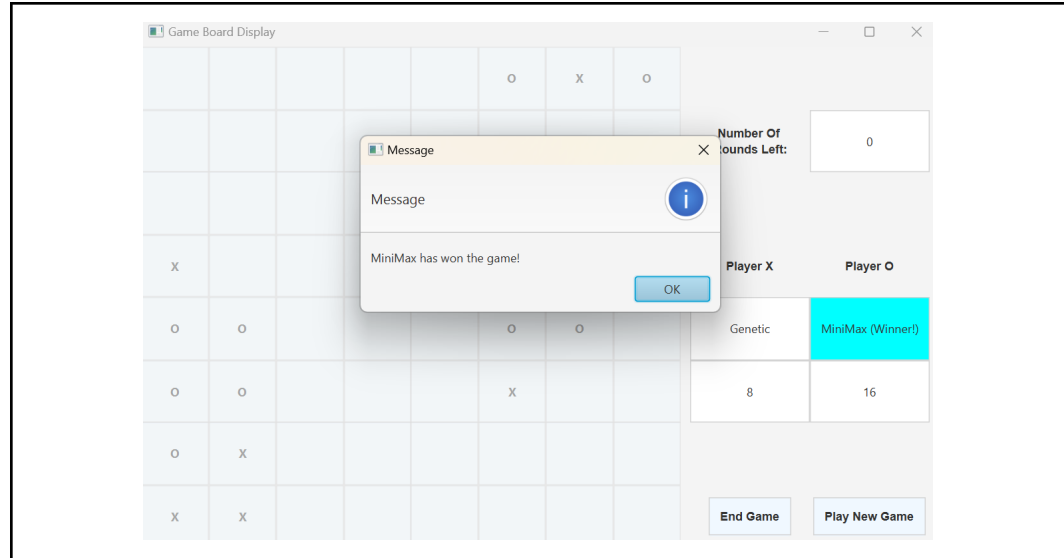 Game Board Display
O X O
Number Of
ounds Left:
0
Message
Message
i
MiniMax has won the game!
OK
X
Player X Player O
O O O O
Genetic MiniMax (Winner!)
O O X
8 16
O X
X X
End Game Play New Game